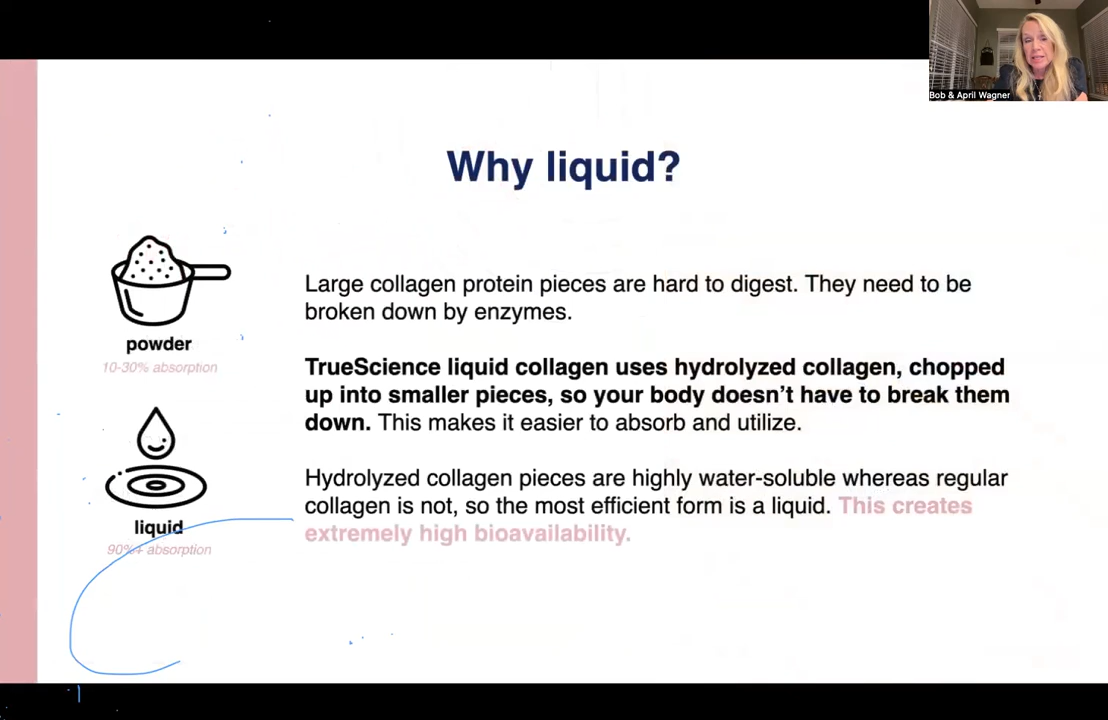 Bob & April Wagner
Why liquid?
powder
10-30% absorption
liquid
90%+ absorption
Large collagen protein pieces are hard to digest. They need to be
broken down by enzymes.
TrueScience liquid collagen uses hydrolyzed collagen, chopped
up into smaller pieces, so your body doesn’t have to break them
down. This makes it easier to absorb and utilize.
Hydrolyzed collagen pieces are highly water-soluble whereas regular
collagen is not, so the most efficient form is a liquid. This creates
extremely high bioavailability.